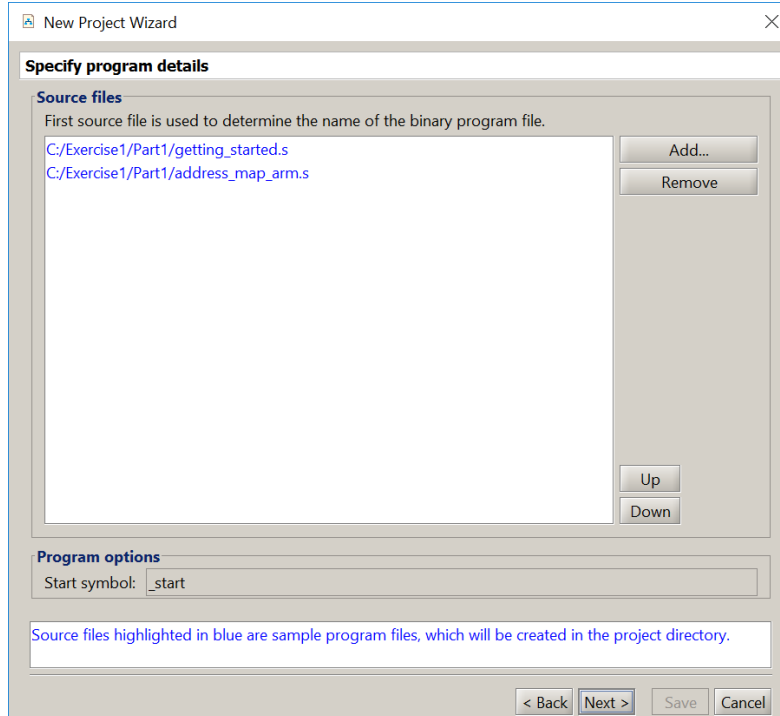 New Project Wizard
Specify program details
Source files
First source file is used to determine the name of the binary program file.
C:/Exercise1/Part1/getting_started.s
C:/Exercise1/Part1/address_map_arm.s
Add...
Remove
Up
Down
Program options
Start symbol: _start
Source files highlighted in blue are sample program files, which will be created in the project directory.
< Back Next > Save Cancel